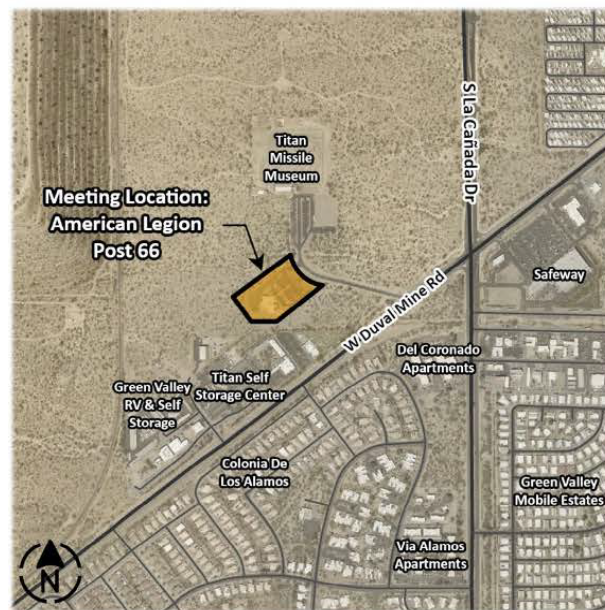 Titan
Missile
Museum
S La Cañada Dr
Meeting Location:
American Legion
Post 66
Safeway
W Duval Mine Rd
Del Coronado
Apartments
Titan Self
Storage Center
Green Valley
RV & Self
Storage
Colonia De
Los Alamos
Green Valley
Mobile Estates
Via Alamos
Apartments
N